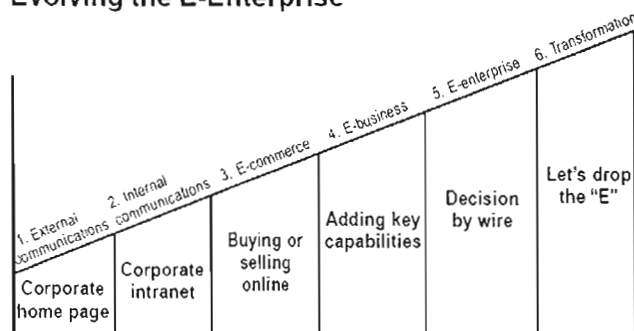 Evolving the E-Enterprise
1. External
communications
2. Internal
communications
3. E-commerce
4. E-business
5. E-enterprise
6. Transformation
Corporate
home page
Corporate
intranet
Buying or
selling
online
Adding key
capabilities
Decision
by wire
Let's drop
the “E”